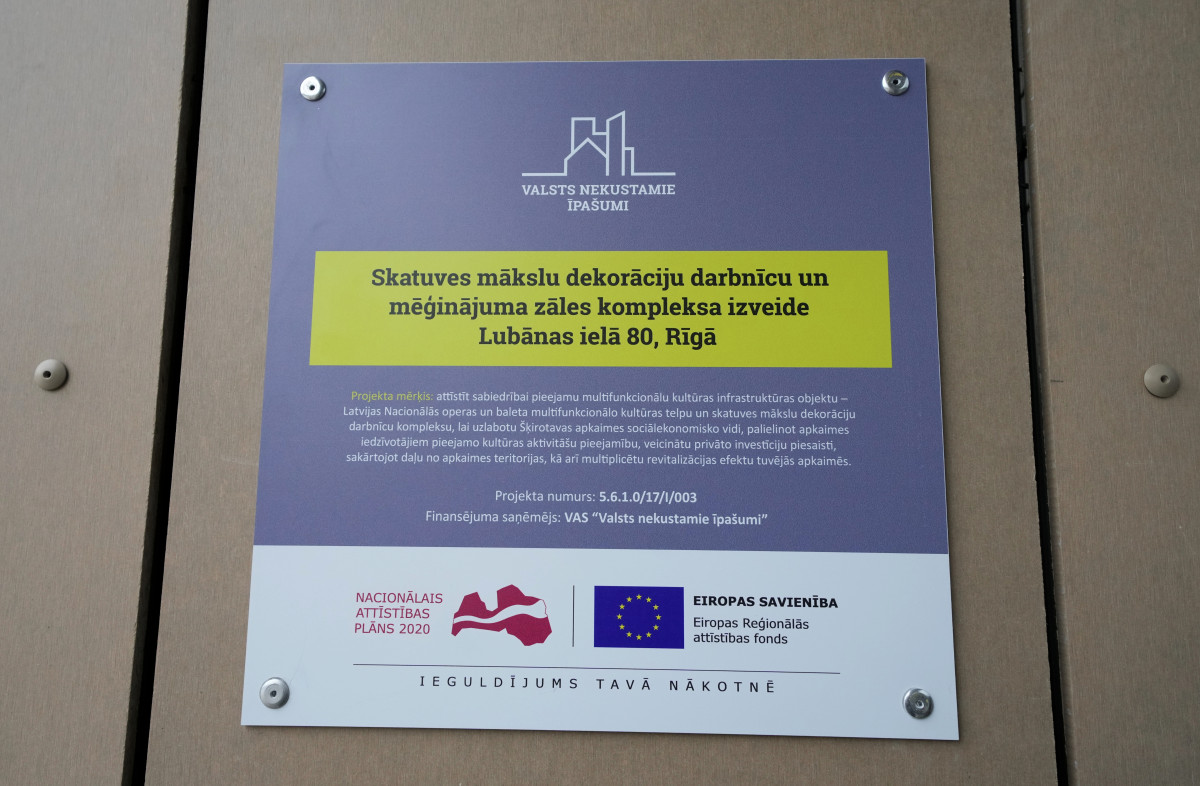 VALSTS NEKUSTAMIE
ĪPAŠUMI
Skatuves mākslu dekorāciju darbnīcu un
mēģinājuma zāles kompleksa izveide
Lubānas ielā 80, Rīgā
Projekta mērķis: attīstīt sabiedrībai pieejamu multifunkcionālu kultūras infrastruktūras objektu –
Latvijas Nacionālās operas un baleta multifunkcionālo kultūras telpu un skatuves mākslu dekorāciju
darbnīcu kompleksu, lai uzlabotu Šķirotavas apkaimes sociālekonomisko vidi, palielinot apkaimes
iedzīvotājiem pieejamo kultūras aktivitāšu pieejamību, veicinātu privāto investīciju piesaisti,
sakārtojot daļu no apkaimes teritorijas, kā arī multiplicētu revitalizācijas efektu tuvējās apkaimēs.
Projekta numurs: 5.6.1.0/17/I/003
Finansējuma saņēmējs: VAS “Valsts nekustamie īpašumi”
NACIONĀLAIS
ATTĪSTĪBAS
PLĀNS 2020
EIROPAS SAVIENĪBA
Eiropas Reģionālās
attīstības fonds
IEGULDĪJUMS TAVĀ NĀKOTNĒ